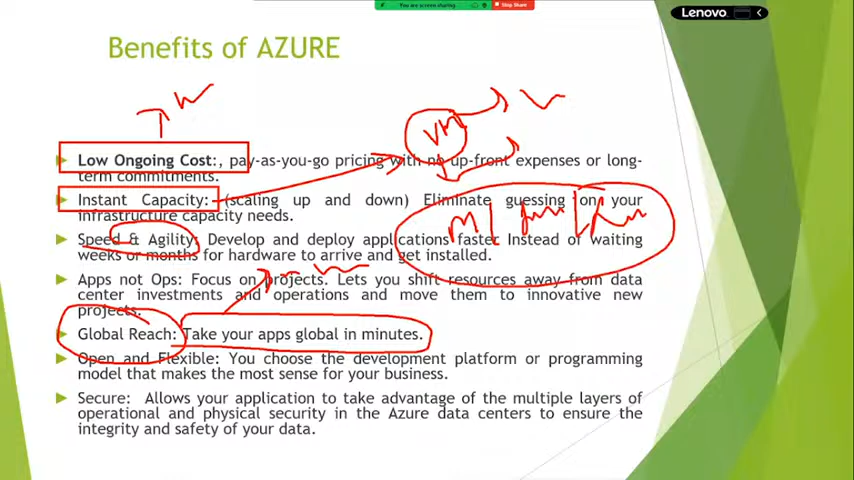 You are screen sharing
Stop Share
Lenovo
Benefits of AZURE
VM
Low Ongoing Cost:, pay-as-you-go pricing with no up-front expenses or long-
term commitments.
Instant Capacity: (scaling up and down) Eliminate guessing on your
infrastructure capacity needs.
Speed & Agility: Develop and deploy applications faster Instead of waiting
weeks or months for hardware to arrive and get installed.
Apps not Ops: Focus on projects. Lets you shift resources away from data
center investments and operations and move them to innovative new
projects.
Global Reach: Take your apps global in minutes.
Open and Flexible: You choose the development platform or programming
model that makes the most sense for your business.
Secure: Allows your application to take advantage of the multiple layers of
operational and physical security in the Azure data centers to ensure the
integrity and safety of your data.